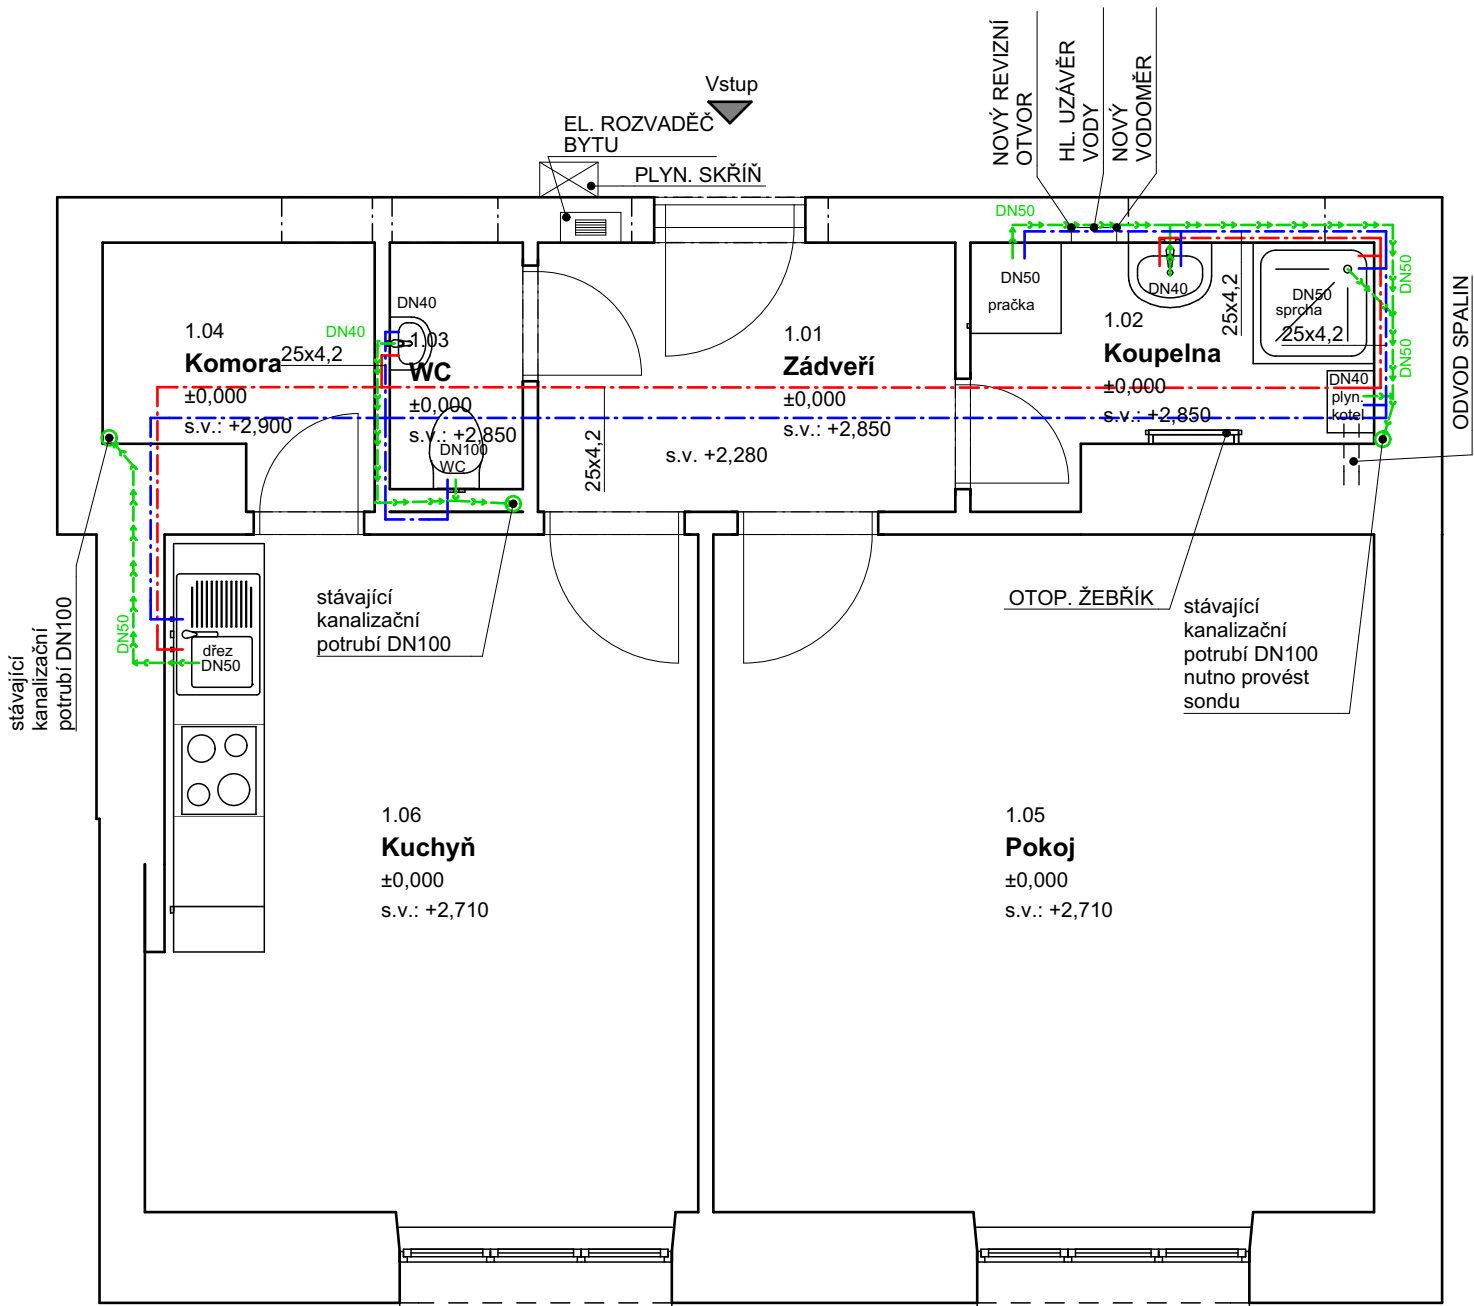 Vstup
EL. ROZVADĚČ
BYTU
PLYN. SKŘÍŇ
NOVÝ REVIZNÍ
OTVOR
HL. UZÁVĚR
VODY
NOVÝ
VODOMĚR
DN50
DN50
pračka
DN40
25x4,2
DN50
sprcha
25x4,2
DN50
DN50
ODVOD SPALIN
1.04
Komora
±0,000
s.v.: +2,900
DN40
25x4,2
DN40
1.03
WC
±0,000
s.v.: +2,850
DN100
WC
25x4,2
1.01
Zádveří
±0,000
s.v.: +2,850
s.v. +2,280
1.02
Koupelna
±0,000
s.v.: +2,850
DN40
plyn.
kotel
stávající
kanalizační
potrubí DN100
DN50
dřez
DN50
stávající
kanalizační
potrubí DN100
OTOP. ŽEBŘÍK
stávající
kanalizační
potrubí DN100
nutno provést
sondu
1.06
Kuchyň
±0,000
s.v.: +2,710
1.05
Pokoj
±0,000
s.v.: +2,710